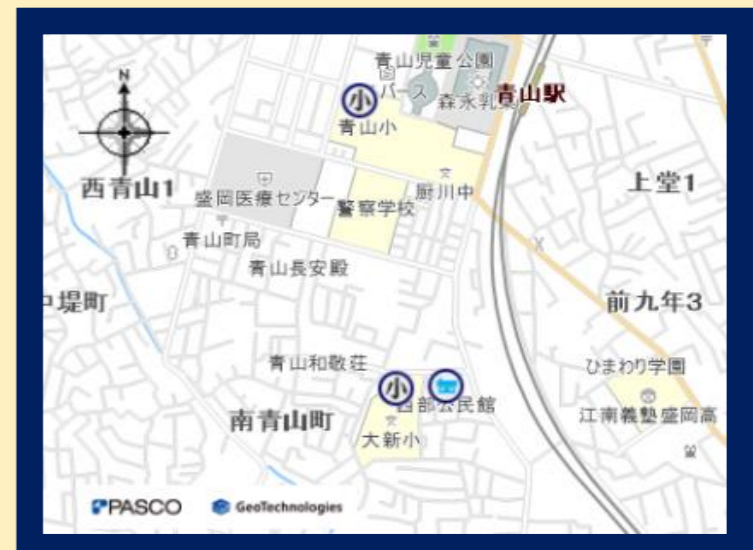 青山児童公園
N
小
パース
森永乳業
青山駅
青山小
西青山1
盛岡医療センター
厨川中
上堂1
警察学校
青山町局
青山長安殿
前九年3
青山和敬荘
ひまわり学園
小
西部公民館
江南義塾盛岡高
南青山町
大新小
PASCO
GeoTechnologies